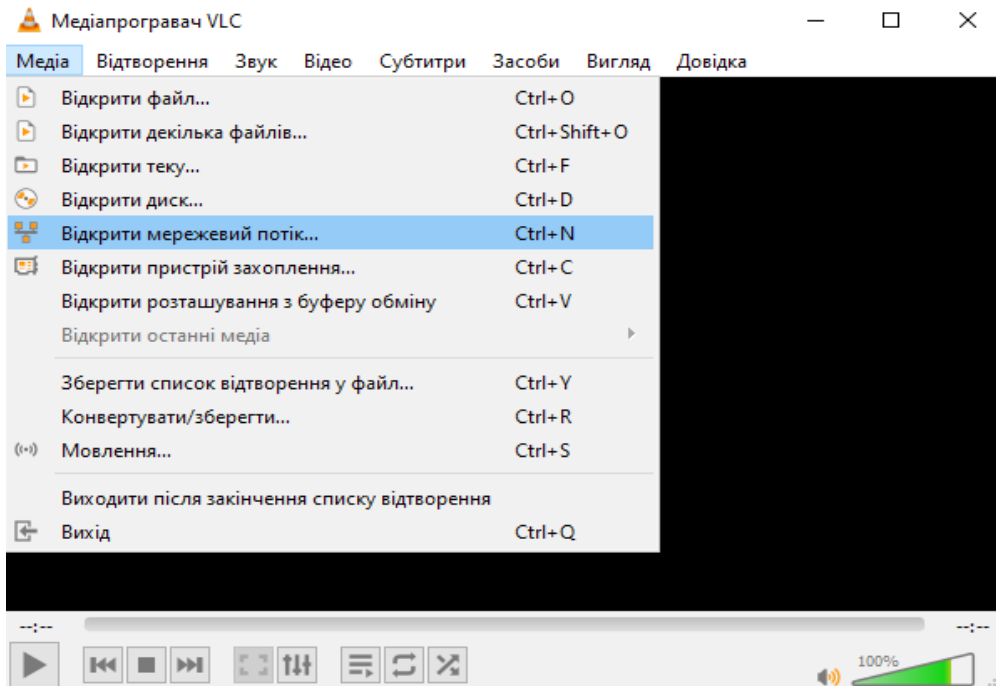 Медіапрогравач VLC
Медіа Відтворення Звук Відео Субтитри Засоби Вигляд Довідка
Відкрити файл... Ctrl+O
Відкрити декілька файлів... Ctrl+Shift+O
Відкрити теку... Ctrl+F
Відкрити диск... Ctrl+D
Відкрити мережевий потік... Ctrl+N
Відкрити пристрій захоплення... Ctrl+C
Відкрити розташування з буферу обміну Ctrl+V
Відкрити останні медіа
Зберегти список відтворення у файл... Ctrl+Y
Конвертувати/зберегти... Ctrl+R
Мовлення... Ctrl+S
Виходити після закінчення списку відтворення
Вихід Ctrl+Q
--:-- --:--
100%